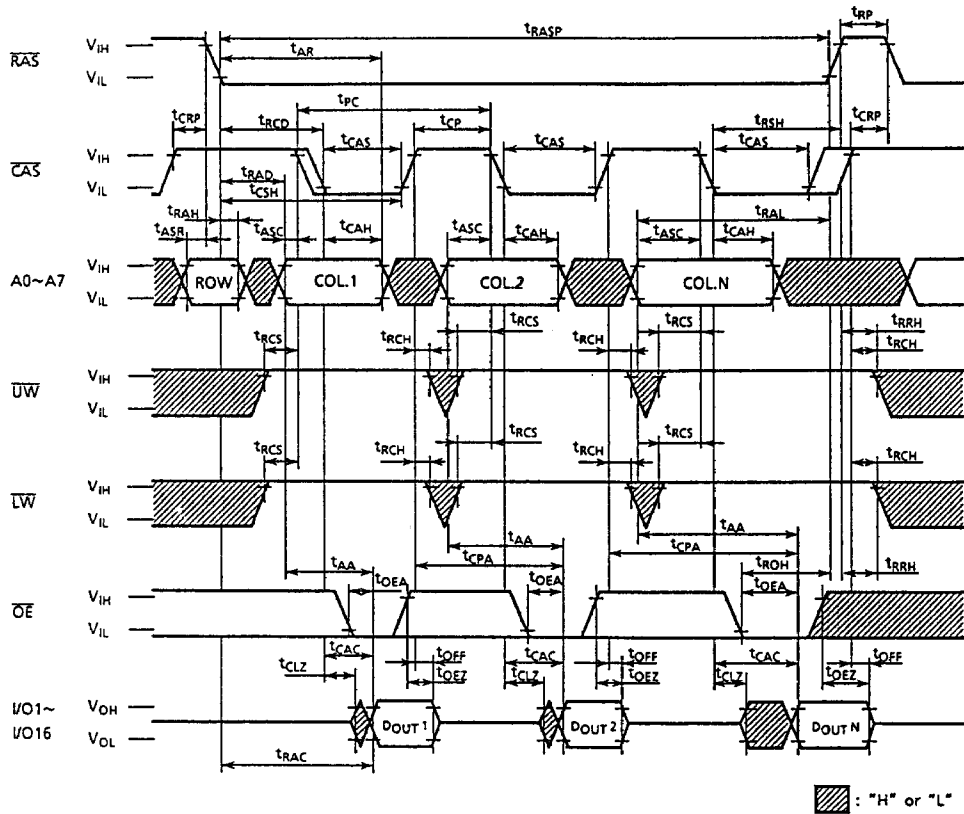 tRP
tRASP
tAR
RAS
VIH
VIL
tPC
tCRP
tRCD
tCP
tRSH
tCRP
tCAS
tCAS
tCAS
CAS
VIH
VIL
tRAD
tCSH
tRAH
tRAL
tASR
tASC
tCAH
tASC
tCAH
tASC
tCAH
A0~A7
VIH
VIL
ROW
COL.1
COL.2
COL.N
tRCS
tRCS
tRRH
tRCS
tRCH
tRCH
tRCH
UW
VIH
VIL
tRCS
tRCS
tRCS
tRCH
tRCH
tRCH
LW
VIH
VIL
tAA
tAA
tCPA
tCPA
tAA
tROH
tRRH
tOEA
tOEA
tOEA
OE
VIH
VIL
tCAC
tOFF
tCAC
tOFF
tCAC
tOFF
tCLZ
tOEZ
tCLZ
tOEZ
tCLZ
tOEZ
I/O1~
I/O16
VOH
VOL
DOUT 1
DOUT 2
DOUT N
tRAC
: "H" or "L"